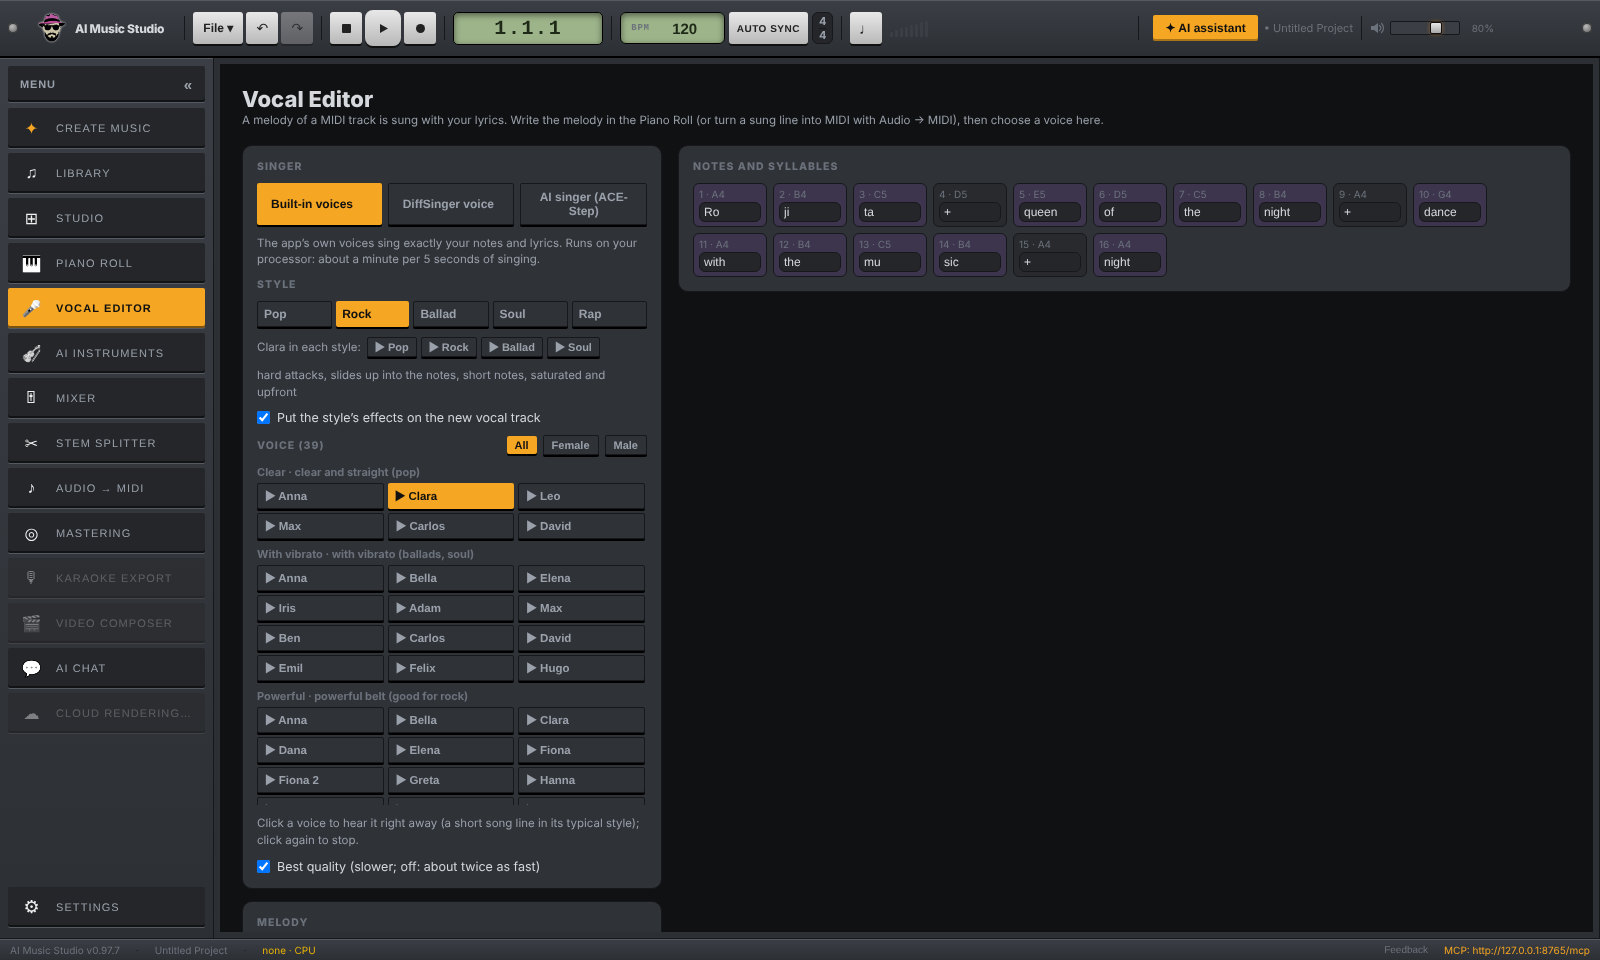 AI Music Studio
File ▾
1.1.1
BPM 120
AUTO SYNC
4
4
✦ AI assistant
• Untitled Project
80%
MENU «
CREATE MUSIC
LIBRARY
STUDIO
PIANO ROLL
VOCAL EDITOR
AI INSTRUMENTS
MIXER
STEM SPLITTER
AUDIO → MIDI
MASTERING
KARAOKE EXPORT
VIDEO COMPOSER
AI CHAT
CLOUD RENDERING…
SETTINGS
Vocal Editor
A melody of a MIDI track is sung with your lyrics. Write the melody in the Piano Roll (or turn a sung line into MIDI with Audio → MIDI), then choose a voice here.
SINGER
Built-in voices
DiffSinger voice
AI singer (ACE-
Step)
The app's own voices sing exactly your notes and lyrics. Runs on your
processor: about a minute per 5 seconds of singing.
STYLE
Pop Rock Ballad Soul Rap
Clara in each style: ▶ Pop ▶ Rock ▶ Ballad ▶ Soul
hard attacks, slides up into the notes, short notes, saturated and
upfront
Put the style's effects on the new vocal track
VOICE (39) All Female Male
Clear · clear and straight (pop)
▶ Anna ▶ Clara ▶ Leo
▶ Max ▶ Carlos ▶ David
With vibrato · with vibrato (ballads, soul)
▶ Anna ▶ Bella ▶ Elena
▶ Iris ▶ Adam ▶ Max
▶ Ben ▶ Carlos ▶ David
▶ Emil ▶ Felix ▶ Hugo
Powerful · powerful belt (good for rock)
▶ Anna ▶ Bella ▶ Clara
▶ Dana ▶ Elena ▶ Fiona
▶ Fiona 2 ▶ Greta ▶ Hanna
Click a voice to hear it right away (a short song line in its typical style);
click again to stop.
Best quality (slower; off: about twice as fast)
MELODY
NOTES AND SYLLABLES
1 · A4 2 · B4 3 · C5 4 · D5 5 · E5 6 · D5 7 · C5 8 · B4 9 · A4 10 · G4
Ro ji ta + queen of the night + dance
11 · A4 12 · B4 13 · C5 14 · B4 15 · A4 16 · A4
with the mu sic + night
AI Music Studio v0.97.7 · Untitled Project · none · CPU
Feedback MCP: http://127.0.0.1:8765/mcp